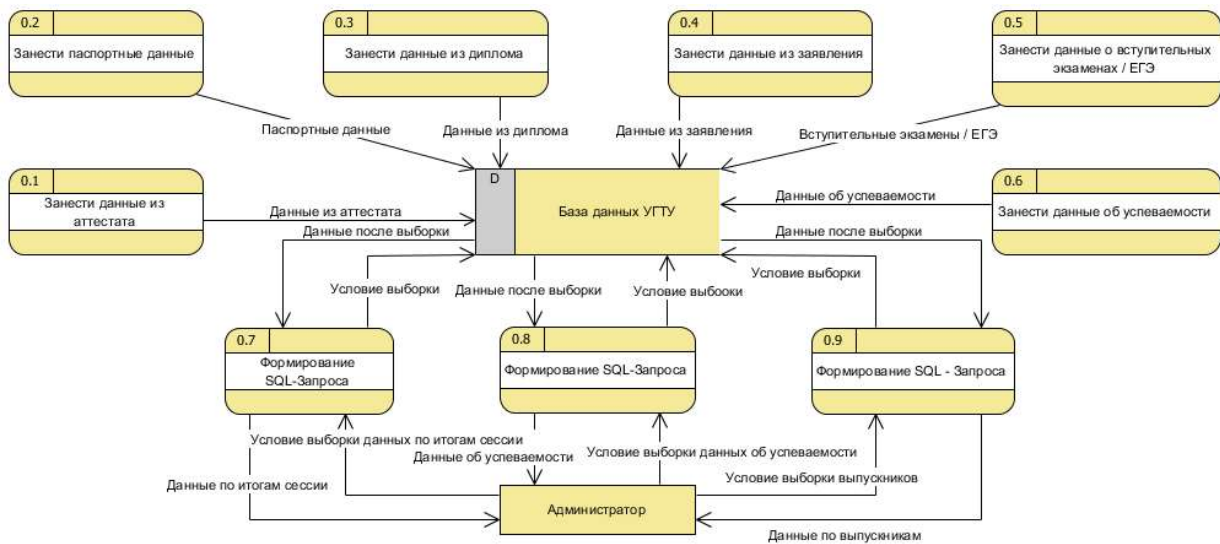 0.2
Занести паспортные данные
0.3
Занести данные из диплома
0.4
Занести данные из заявления
0.5
Занести данные о вступительных
экзаменах / ЕГЭ
Паспортные данные
Данные из диплома
Данные из заявления
Вступительные экзамены / ЕГЭ
0.1
Занести данные из
аттестата
Данные из аттестата
D
База данных УГТУ
Данные об успеваемости
0.6
Занести данные об успеваемости
Данные после выборки
Данные после выборки
Условие выборки
Данные после выборки
Условие выбооки
Условие выборки
0.7
Формирование
SQL-Запроса
0.8
Формирование SQL-Запроса
0.9
Формирование SQL - Запроса
Условие выборки данных по итогам сессии
Данные об успеваемости
Условие выборки данных об успеваемости
Условие выборки выпускников
Данные по итогам сессии
Администратор
Данные по выпускникам